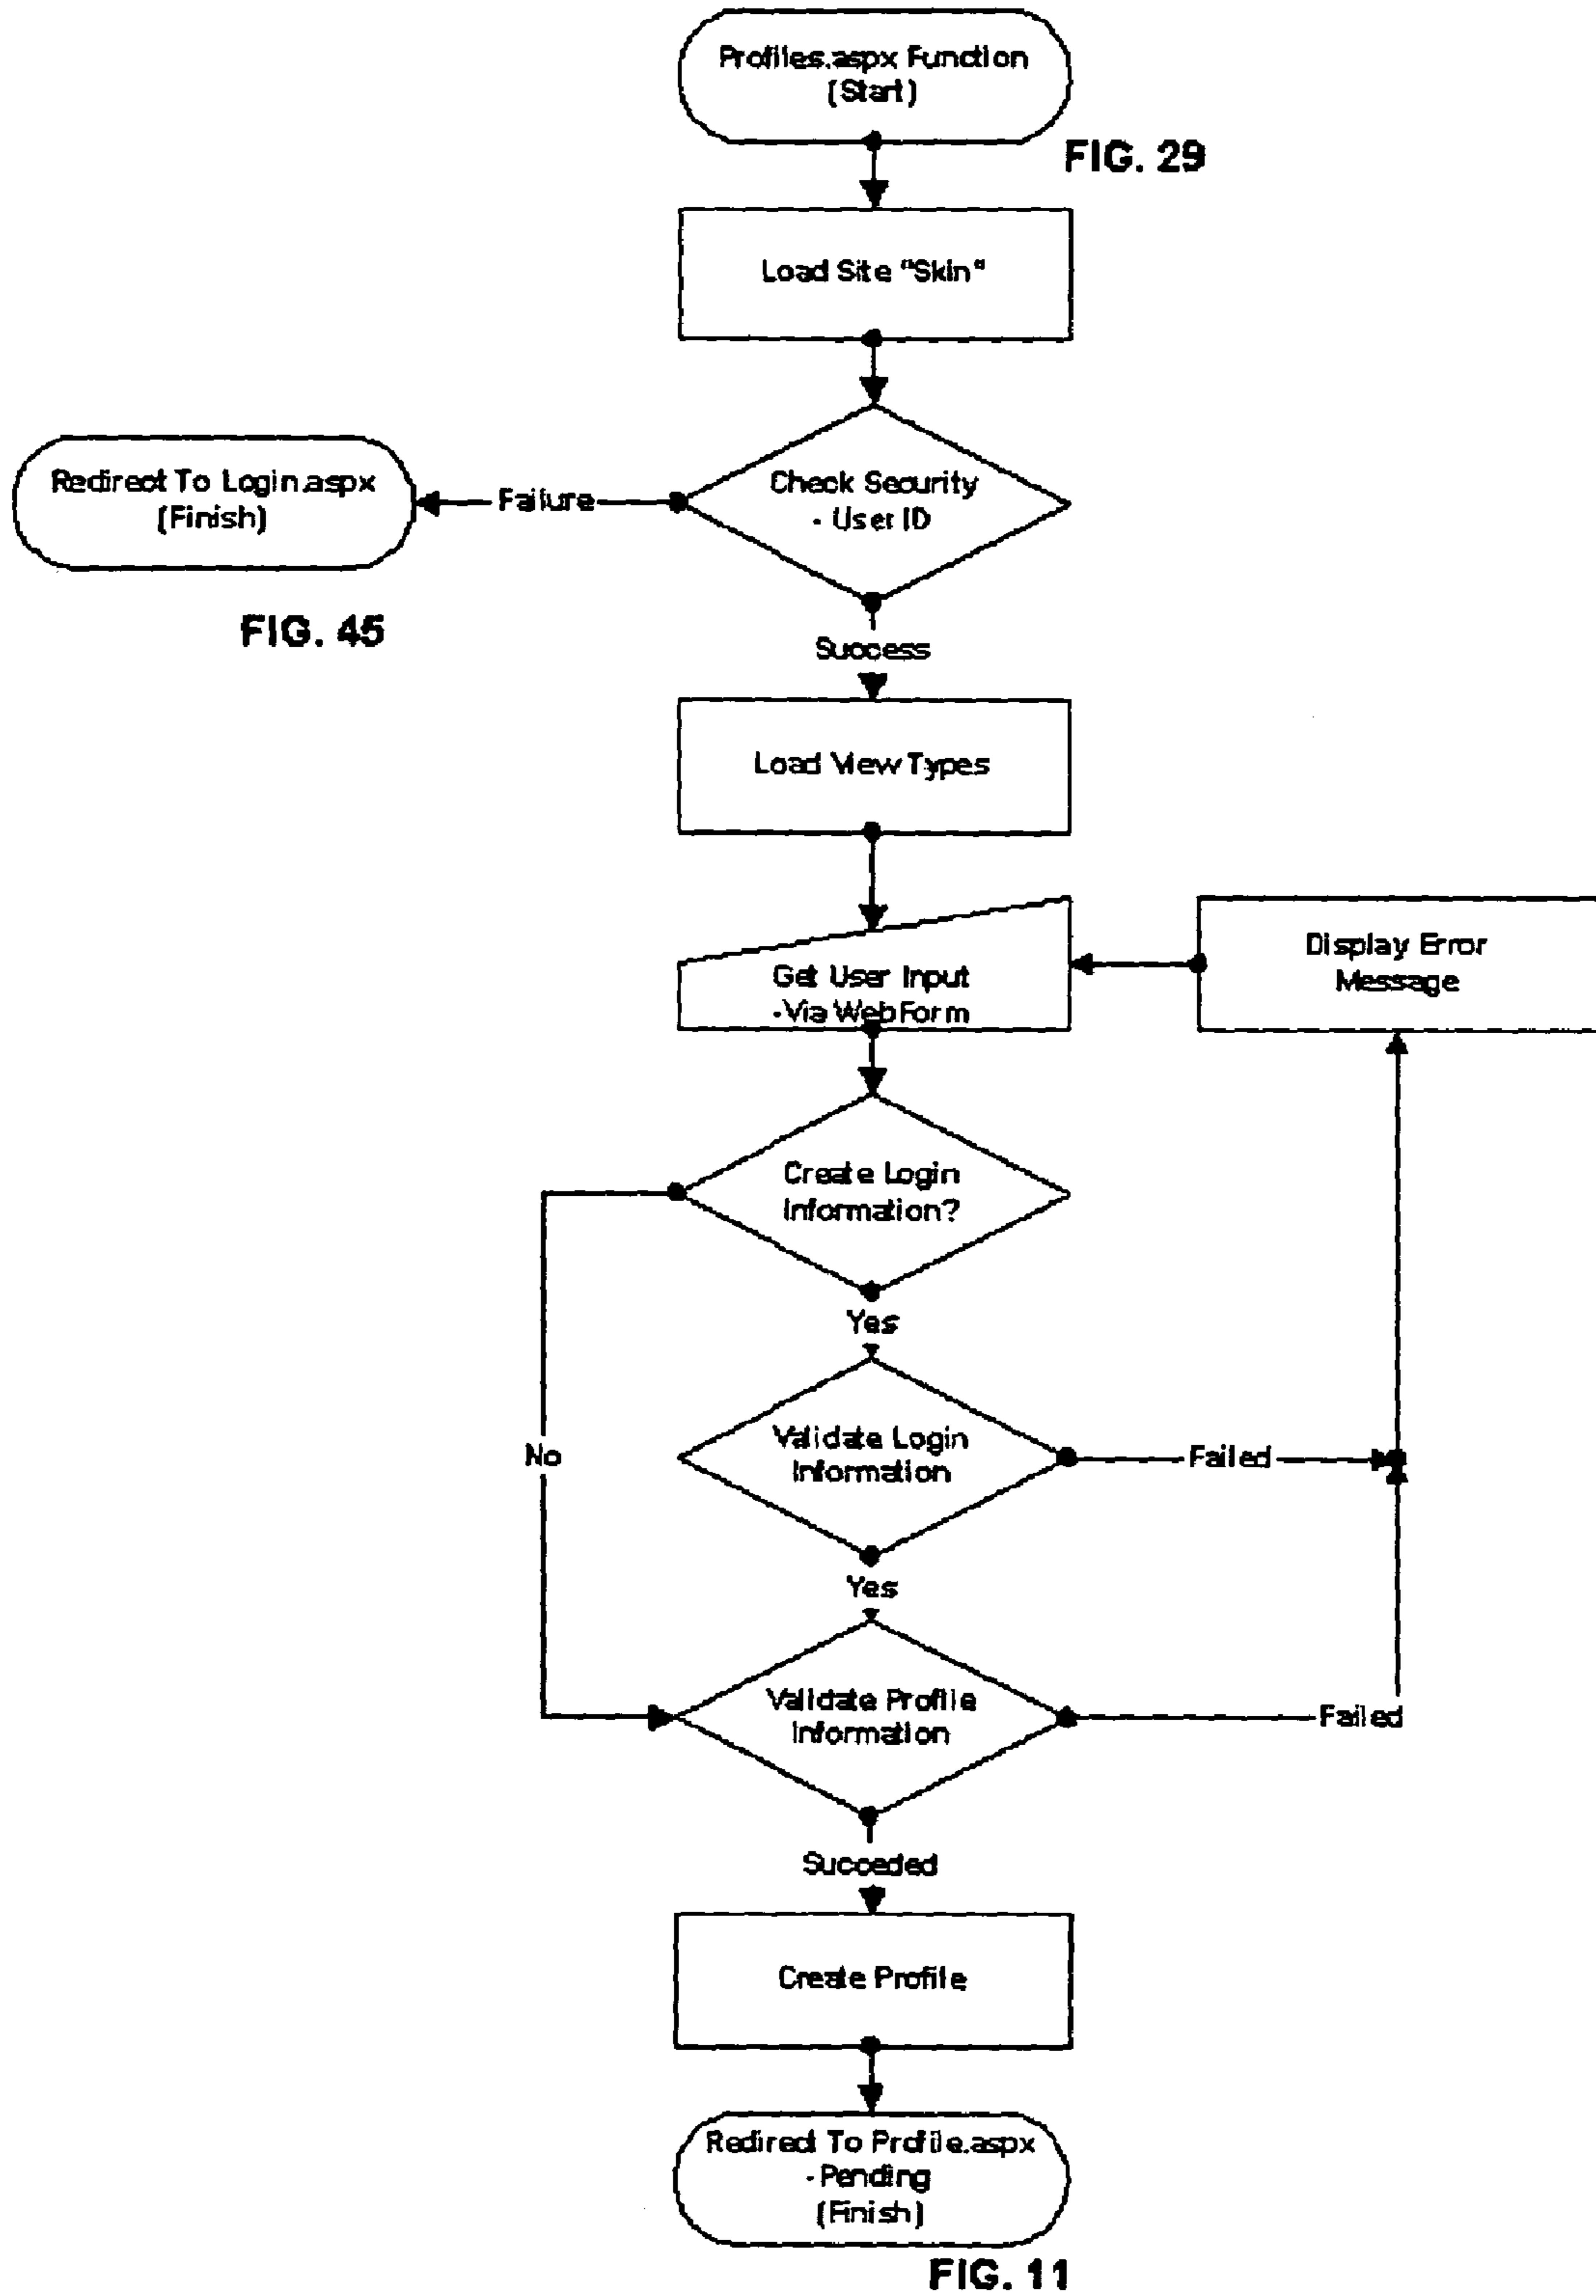 Profiles.aspx Function
(Start)
FIG. 29
Load Site "Skin"
Redirect To Login.aspx
(Finish)
Failure
Check Security
- User ID
FIG. 45
Success
Load View Types
Get User Input
- Via WebForm
Display Error
Message
Create Login
Information?
Yes
No
Validate Login
Information
Failed
Yes
Validate Profile
Information
Failed
Succeded
Create Profile
Redirect To Profile.aspx
- Pending
(Finish)
FIG. 11